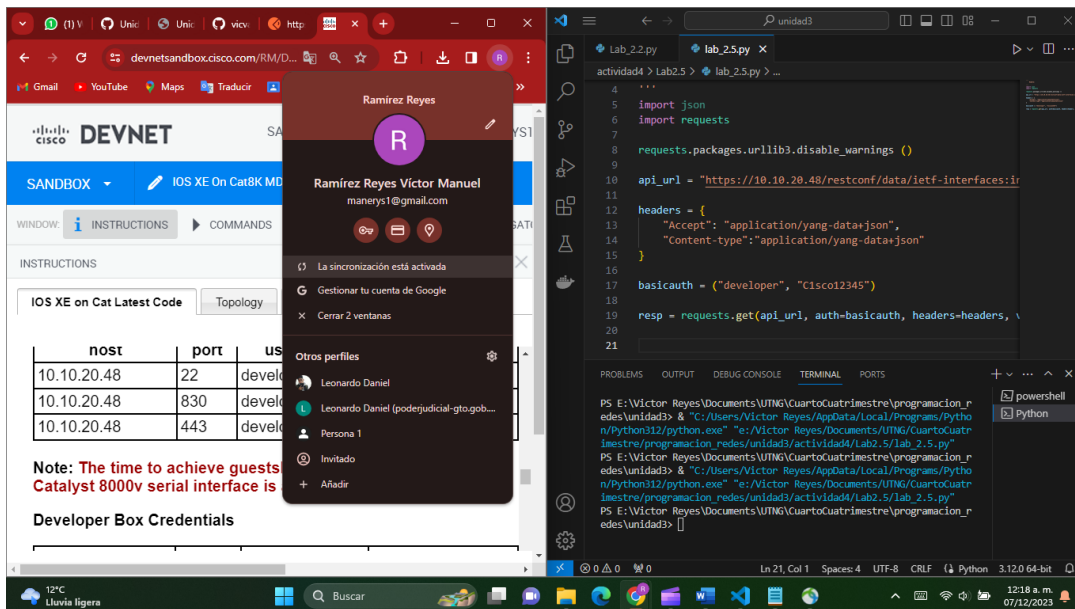 (1) V
Unid
Unic
vicv
http
devnetsandbox.cisco.com/RM/D...
R
Gmail
YouTube
Maps
Traducir
»
cisco DEVNET
SA
YS1
SANDBOX
IOS XE On Cat8K MD
WINDOW:
INSTRUCTIONS
COMMANDS
GAT
INSTRUCTIONS
IOS XE on Cat Latest Code
Topology
host port us
10.10.20.48 22 develo
10.10.20.48 830 develo
10.10.20.48 443 develo
Note: The time to achieve guests
Catalyst 8000v serial interface is
Developer Box Credentials
Ramírez Reyes
R
Ramírez Reyes Víctor Manuel
manerys1@gmail.com
La sincronización está activada
Gestionar tu cuenta de Google
Cerrar 2 ventanas
Otros perfiles
Leonardo Daniel
L Leonardo Daniel (poderjudicial-gto.gob....
Persona 1
Invitado
Añadir
unidad3
Lab_2.2.py
lab_2.5.py
actividad4 > Lab2.5 > lab_2.5.py > ...
4 '''
5 import json
6 import requests
7
8 requests.packages.urllib3.disable_warnings ()
9
10 api_url = "https://10.10.20.48/restconf/data/ietf-interfaces:in
11
12 headers = {
13 "Accept": "application/yang-data+json",
14 "Content-type":"application/yang-data+json"
15 }
16
17 basicauth = ("developer", "C1sco12345")
18
19 resp = requests.get(api_url, auth=basicauth, headers=headers, v
20
21
PROBLEMS OUTPUT DEBUG CONSOLE TERMINAL PORTS
powershell
Python
PS E:\Victor Reyes\Documents\UTNG\CuartoCuatrimestre\programacion_r
edes\unidad3> & "C:/Users/Victor Reyes/AppData/Local/Programs/Pytho
n/Python312/python.exe" "e:/Victor Reyes/Documents/UTNG/CuartoCuatr
imestre/programacion_redes/unidad3/actividad4/Lab2.5/lab_2.5.py"
PS E:\Victor Reyes\Documents\UTNG\CuartoCuatrimestre\programacion_r
edes\unidad3> & "C:/Users/Victor Reyes/AppData/Local/Programs/Pytho
n/Python312/python.exe" "e:/Victor Reyes/Documents/UTNG/CuartoCuatr
imestre/programacion_redes/unidad3/actividad4/Lab2.5/lab_2.5.py"
PS E:\Victor Reyes\Documents\UTNG\CuartoCuatrimestre\programacion_r
edes\unidad3>
0 0 0 Ln 21, Col 1 Spaces: 4 UTF-8 CRLF Python 3.12.0 64-bit
12°C
Lluvia ligera
Buscar
12:18 a. m.
07/12/2023